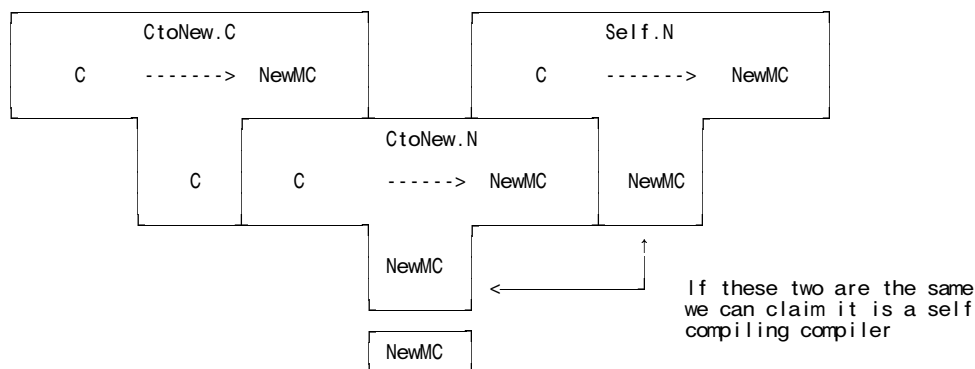 CtoNew.C
Self.N
C -------> NewMC
C -------> NewMC
CtoNew.N
C
C ------> NewMC
NewMC
NewMC
<
If these two are the same
we can claim it is a self
compiling compiler
NewMC